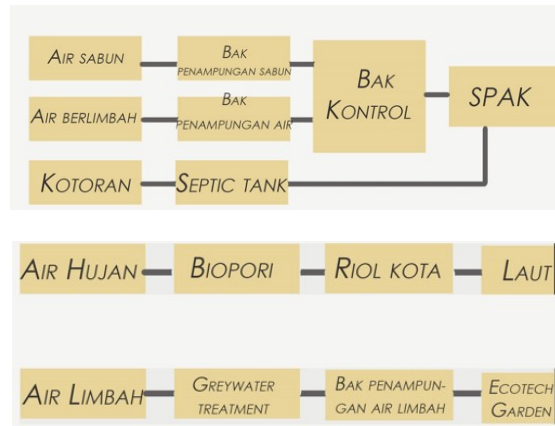 AIR SABUN
BAK
PENAMPUNGAN SABUN
BAK
KONTROL
SPAK
AIR BERLIMBAH
BAK
PENAMPUNGAN AIR
KOTORAN
SEPTIC TANK
AIR HUJAN
BIOPORI
RIOL KOTA
LAUT
AIR LIMBAH
GREYWATER
TREATMENT
BAK PENAMPUN-
GAN AIR LIMBAH
ECOTECH
GARDEN